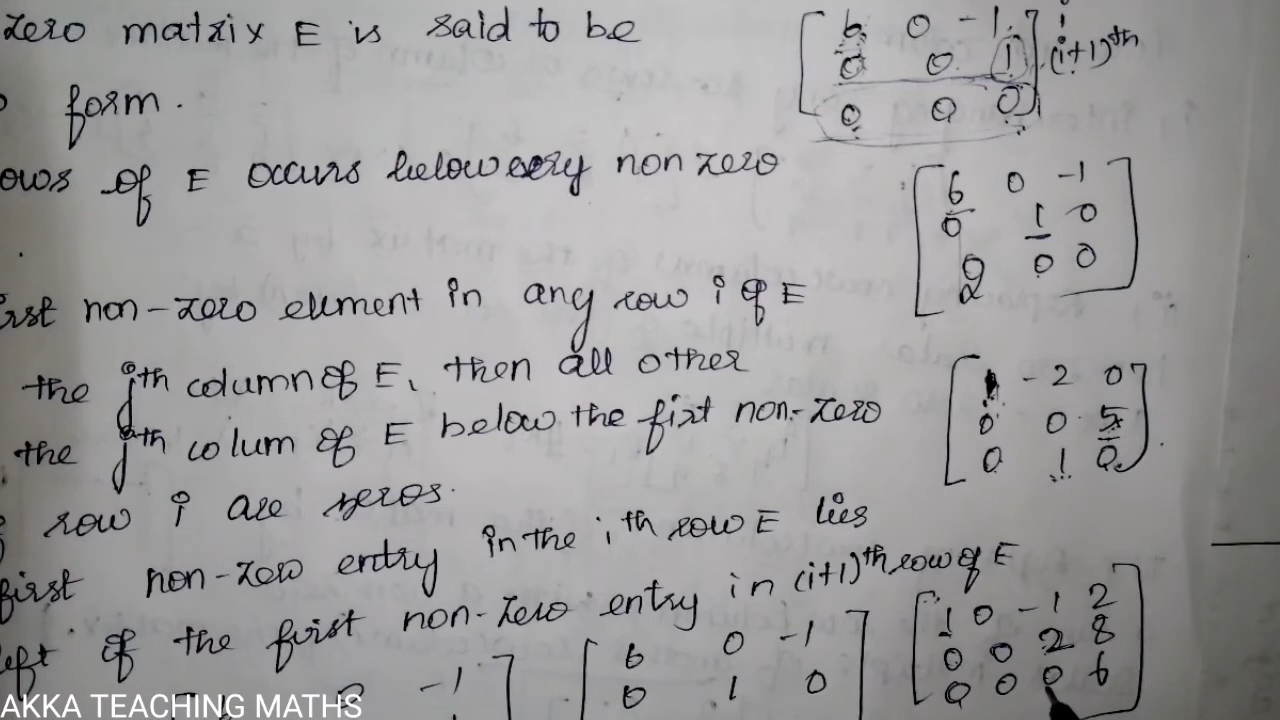 zero matrix E is said to be
form.
ows of E occurs below every non zero
irst non-zero element in any row i of E
the jth column of E, then all other
the jth colum of E below the first non-zero
row i are zeros.
first non-zero entry in the ith row E lies
left of the first non-zero entry in (i+1)th row of E
6 0 -1 i
0 0 1 (i+1)th
0 0 0
6 0 -1
0 1 0
0 0 0
1 -2 0
0 0 5
0 1 0
-1
6 0 -1
0 1 0
1 0 -1 2
0 0 2 8
0 0 0 6
AKKA TEACHING MATHS